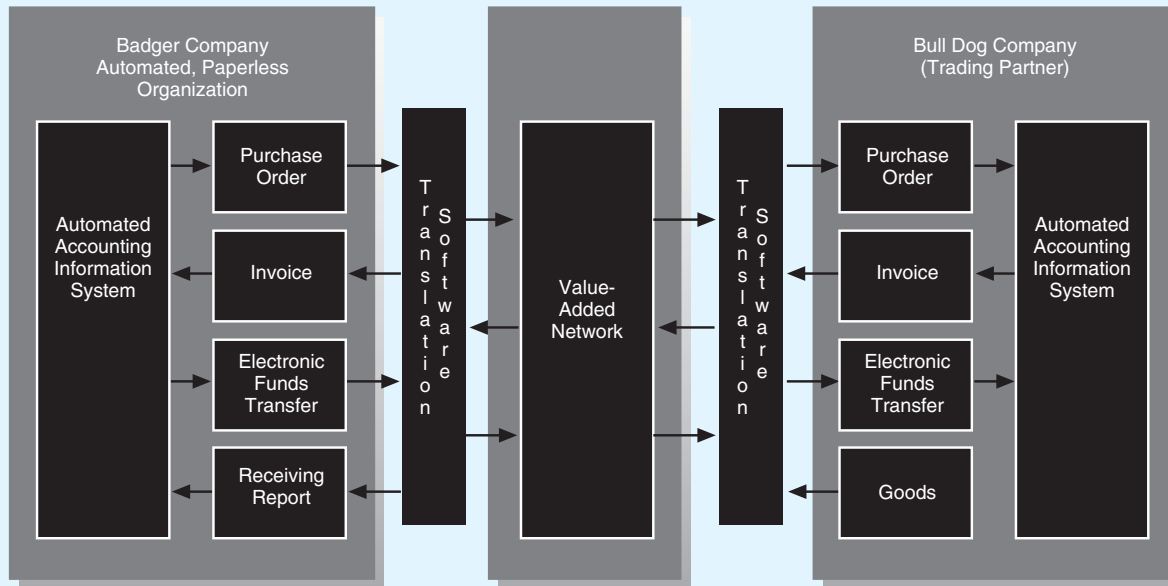 Badger Company
Automated, Paperless
Organization
Automated
Accounting
Information
System
Purchase
Order
Invoice
Electronic
Funds
Transfer
Receiving
Report
Translation
Software
Value-
Added
Network
Translation
Software
Bull Dog Company
(Trading Partner)
Purchase
Order
Invoice
Electronic
Funds
Transfer
Goods
Automated
Accounting
Information
System